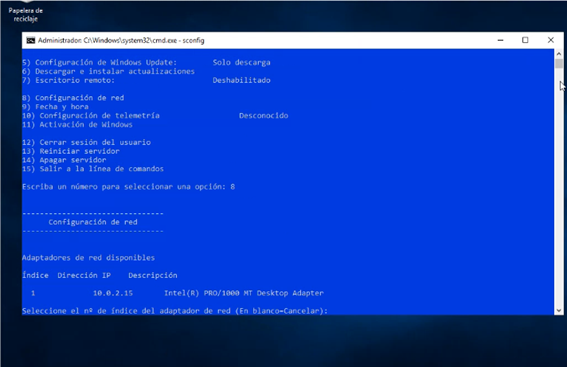 Papelera de
reciclaje
Administrador: C:\Windows\system32\cmd.exe - sconfig
5) Configuración de Windows Update: Solo descarga
6) Descargar e instalar actualizaciones
7) Escritorio remoto: Deshabilitado
8) Configuración de red
9) Fecha y hora
10) Configuración de telemetría Desconocido
11) Activación de Windows
12) Cerrar sesión del usuario
13) Reiniciar servidor
14) Apagar servidor
15) Salir a la línea de comandos
Escriba un número para seleccionar una opción: 8
--------------------------------
Configuración de red
--------------------------------
Adaptadores de red disponibles
Índice Dirección IP Descripción
1 10.0.2.15 Intel(R) PRO/1000 MT Desktop Adapter
Seleccione el nº de índice del adaptador de red (En blanco=Cancelar):